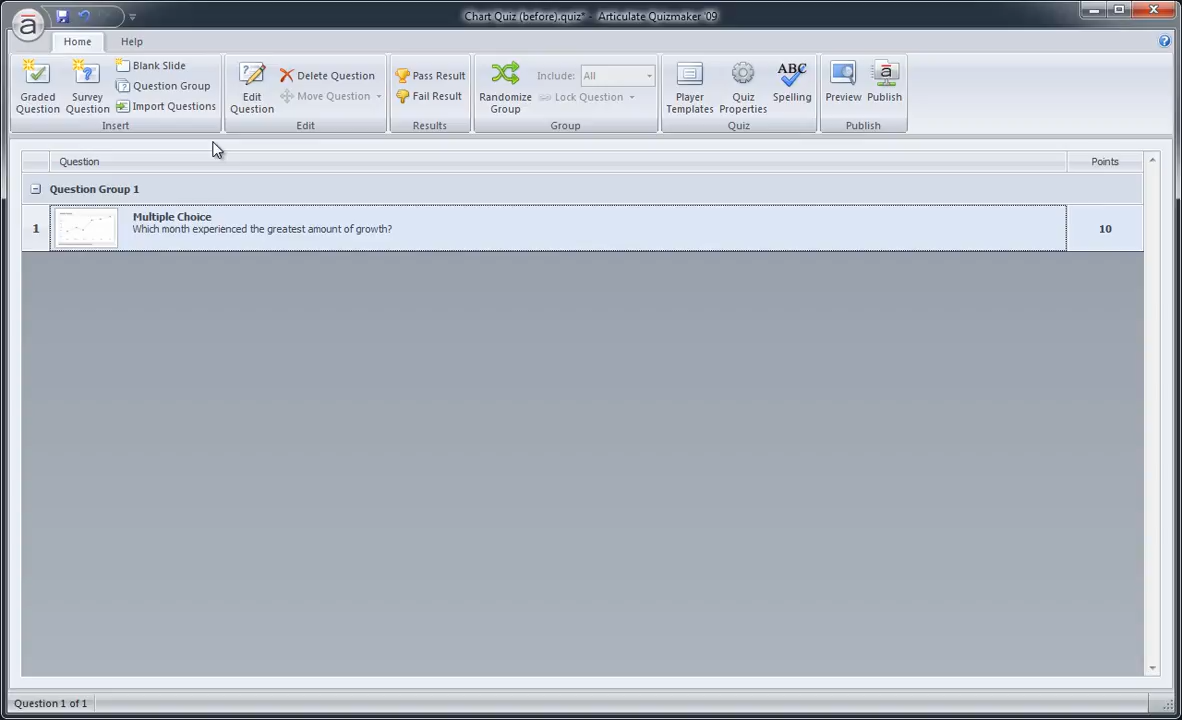 Chart Quiz (before).quiz* - Articulate Quizmaker '09
Home Help
Graded Question
Survey Question
Blank Slide
Question Group
Import Questions
Insert
Edit Question
Delete Question
Move Question
Edit
Pass Result
Fail Result
Results
Randomize Group
Include: All
Lock Question
Group
Player Templates
Quiz Properties
ABC
Spelling
Quiz
Preview
Publish
Publish
Question Points
Question Group 1
1 Multiple Choice
Which month experienced the greatest amount of growth? 10
Question 1 of 1